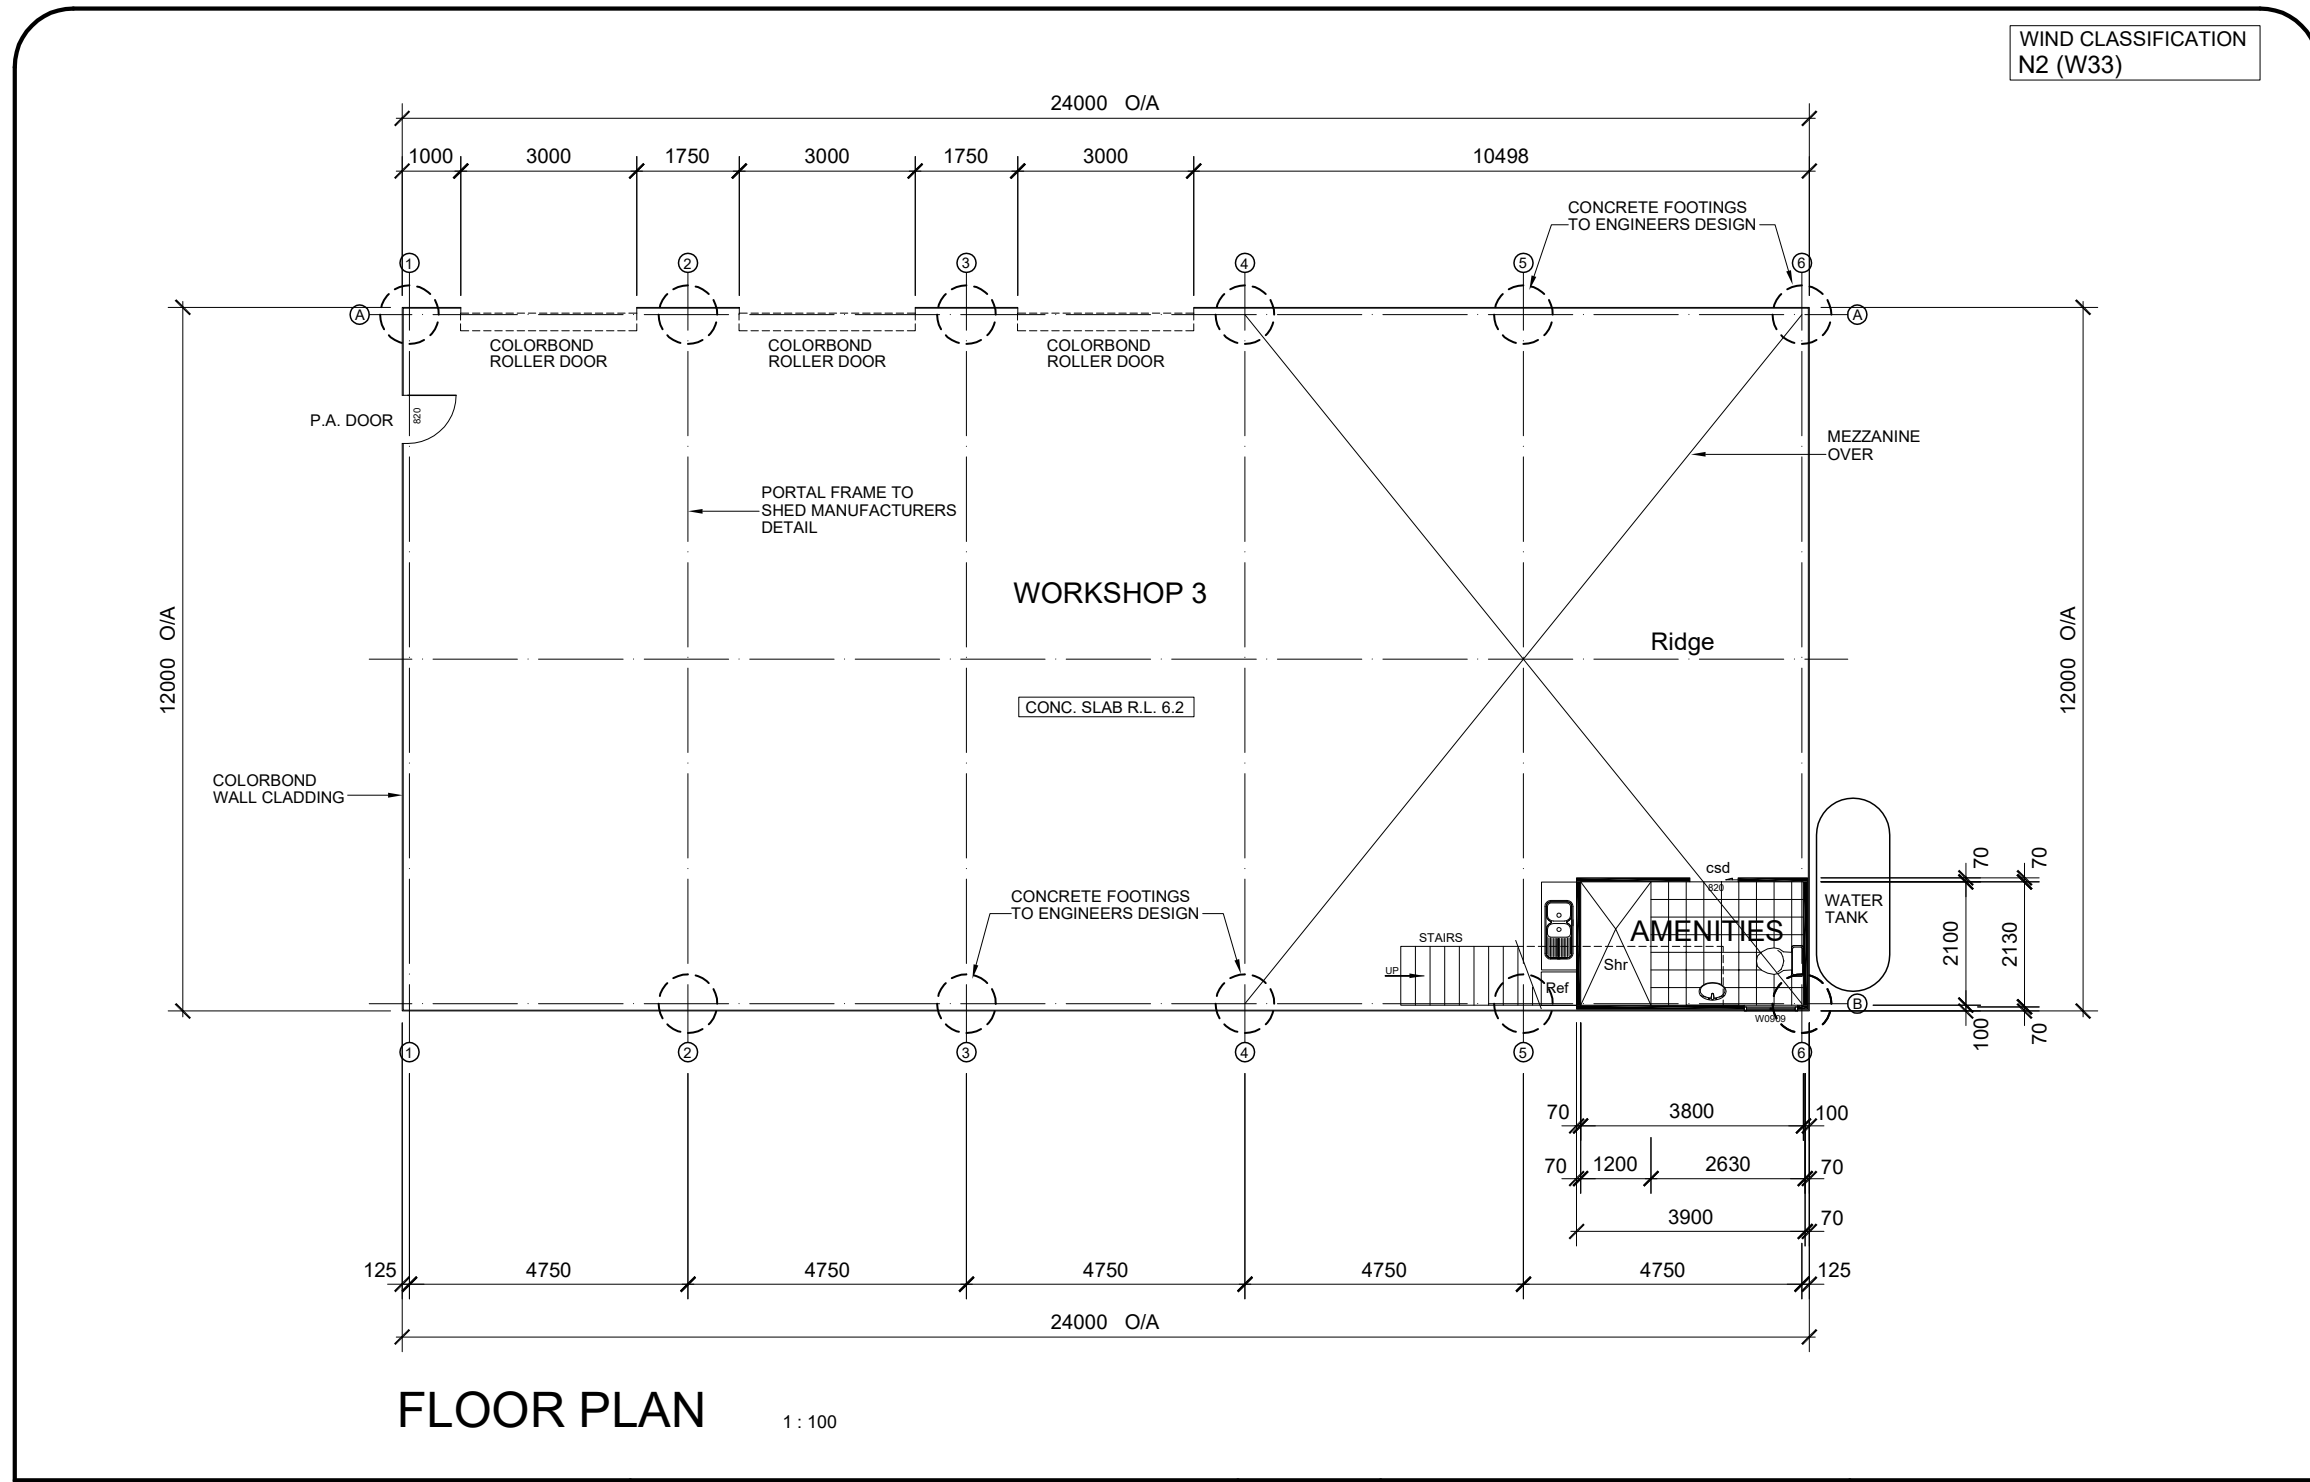 WIND CLASSIFICATION
N2 (W33)
24000 O/A
1000 3000 1750 3000 1750 3000 10498
CONCRETE FOOTINGS
TO ENGINEERS DESIGN
1 2 3 4 5 6
A A
COLORBOND
ROLLER DOOR
COLORBOND
ROLLER DOOR
COLORBOND
ROLLER DOOR
P.A. DOOR
820
MEZZANINE
OVER
PORTAL FRAME TO
SHED MANUFACTURERS
DETAIL
WORKSHOP 3
12000 O/A
12000 O/A
Ridge
CONC. SLAB R.L. 6.2
COLORBOND
WALL CLADDING
csd
820
70 70
CONCRETE FOOTINGS
TO ENGINEERS DESIGN
WATER
TANK
AMENITIES
STAIRS
UP
Shr
Ref
2100 2130
B
W0909
100 70
1 2 3 4 5 6
70 3800 100
70 1200 2630 70
3900 70
125 4750 4750 4750 4750 4750 125
24000 O/A
FLOOR PLAN
1 : 100